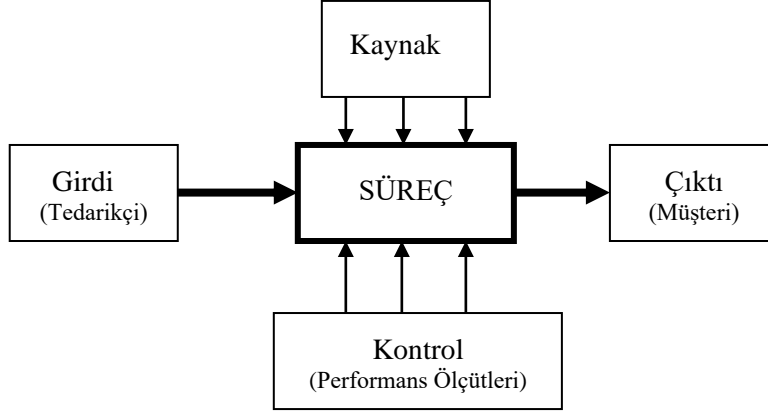 Kaynak
Girdi
(Tedarikçi)
SÜREÇ
Çıktı
(Müşteri)
Kontrol
(Performans Ölçütleri)